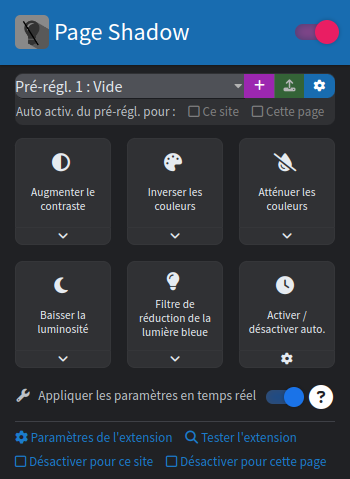 Page Shadow
Pré-régl. 1 : Vide
Auto activ. du pré-régl. pour : Ce site Cette page
Augmenter le
contraste
Inverser les
couleurs
Atténuer les
couleurs
Baisser la
luminosité
Filtre de
réduction de la
lumière bleue
Activer /
désactiver auto.
Appliquer les paramètres en temps réel ?
Paramètres de l'extension Tester l'extension
Désactiver pour ce site Désactiver pour cette page